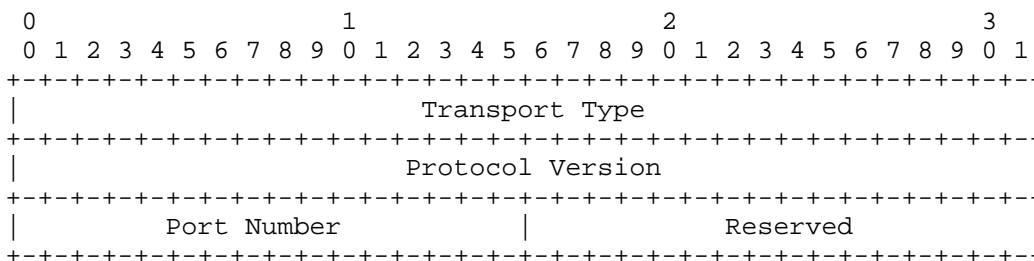 0                   1                   2                   3
 0 1 2 3 4 5 6 7 8 9 0 1 2 3 4 5 6 7 8 9 0 1 2 3 4 5 6 7 8 9 0 1
+-+-+-+-+-+-+-+-+-+-+-+-+-+-+-+-+-+-+-+-+-+-+-+-+-+-+-+-+-+-+-+-
|                         Transport Type
+-+-+-+-+-+-+-+-+-+-+-+-+-+-+-+-+-+-+-+-+-+-+-+-+-+-+-+-+-+-+-+-
|                        Protocol Version
+-+-+-+-+-+-+-+-+-+-+-+-+-+-+-+-+-+-+-+-+-+-+-+-+-+-+-+-+-+-+-+-
|         Port Number           |            Reserved
+-+-+-+-+-+-+-+-+-+-+-+-+-+-+-+-+-+-+-+-+-+-+-+-+-+-+-+-+-+-+-+-